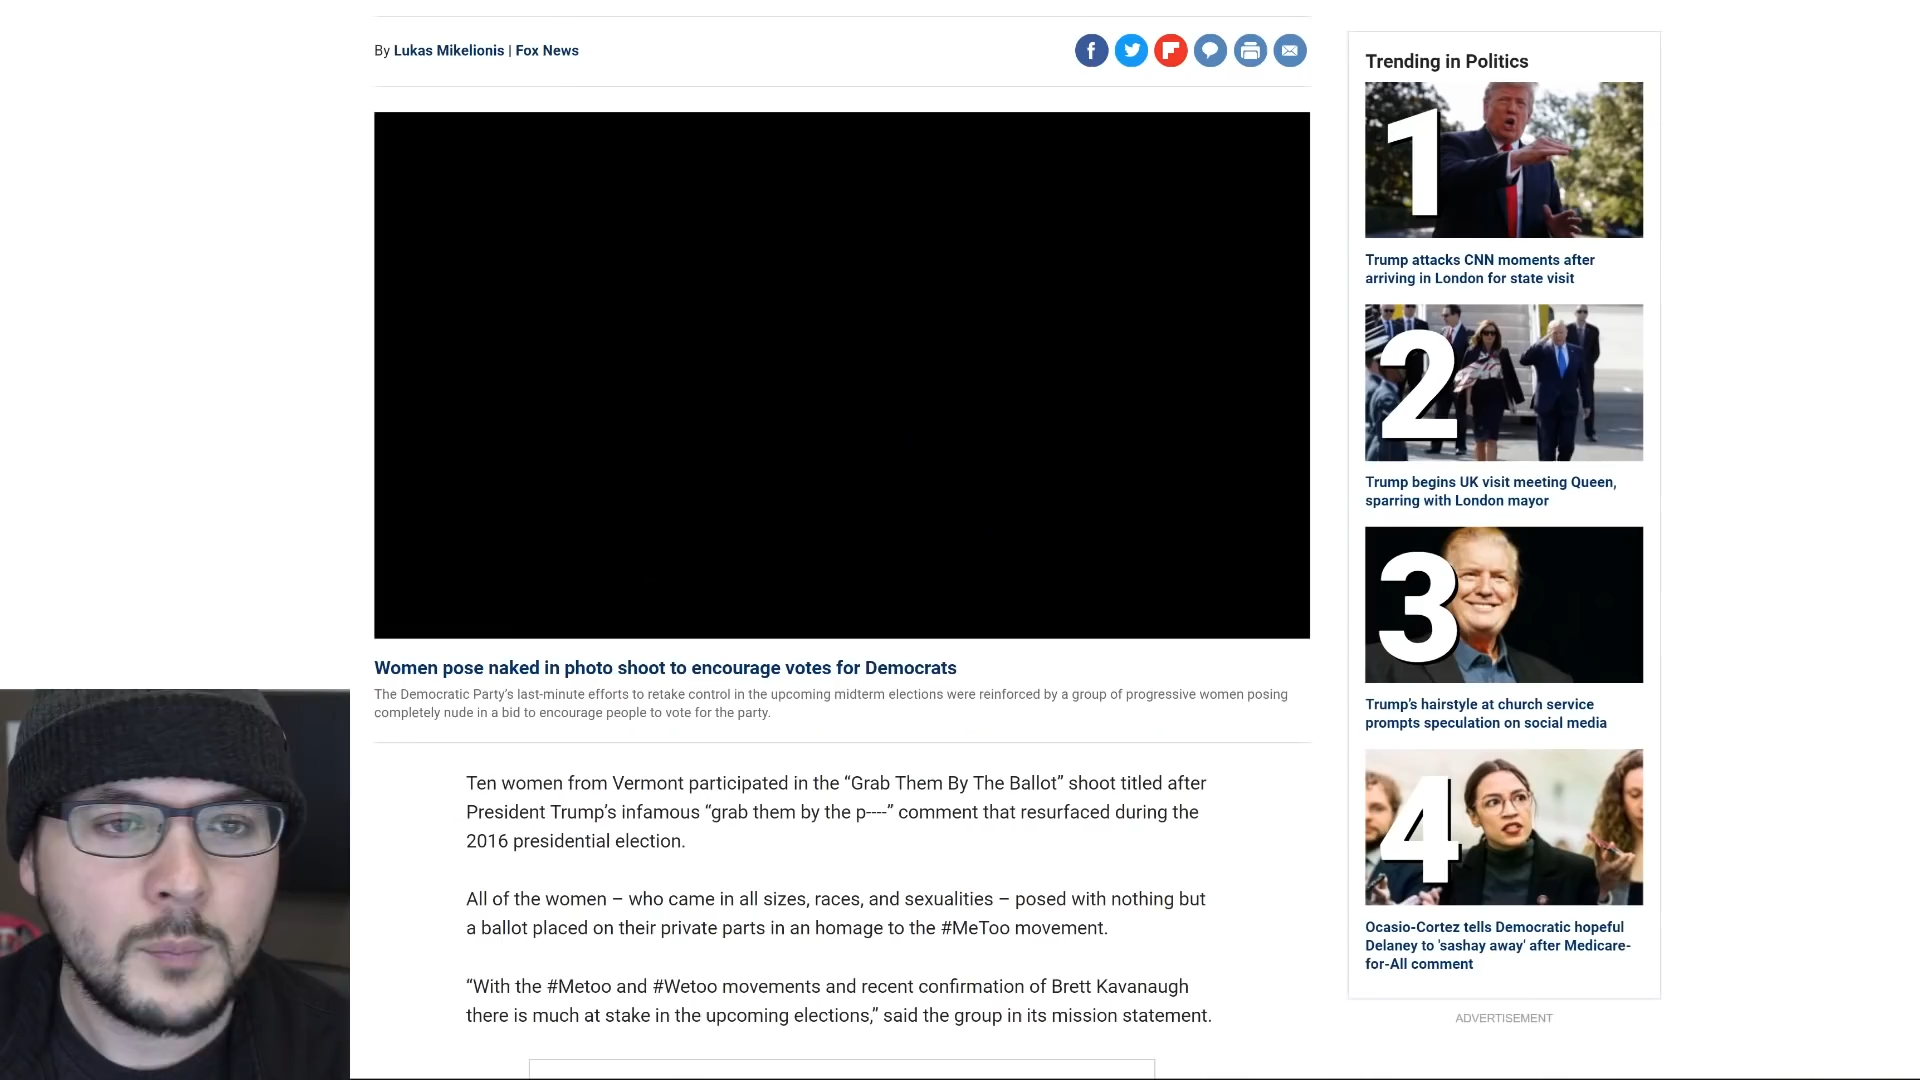 By Lukas Mikelionis | Fox News
Women pose naked in photo shoot to encourage votes for Democrats
The Democratic Party's last-minute efforts to retake control in the upcoming midterm elections were reinforced by a group of progressive women posing
completely nude in a bid to encourage people to vote for the party.
Ten women from Vermont participated in the “Grab Them By The Ballot” shoot titled after
President Trump’s infamous “grab them by the p----” comment that resurfaced during the
2016 presidential election.
All of the women – who came in all sizes, races, and sexualities – posed with nothing but
a ballot placed on their private parts in an homage to the #MeToo movement.
“With the #Metoo and #Wetoo movements and recent confirmation of Brett Kavanaugh
there is much at stake in the upcoming elections,” said the group in its mission statement.
Trending in Politics
1
Trump attacks CNN moments after
arriving in London for state visit
2
Trump begins UK visit meeting Queen,
sparring with London mayor
3
Trump’s hairstyle at church service
prompts speculation on social media
4
Ocasio-Cortez tells Democratic hopeful
Delaney to 'sashay away' after Medicare-
for-All comment
ADVERTISEMENT